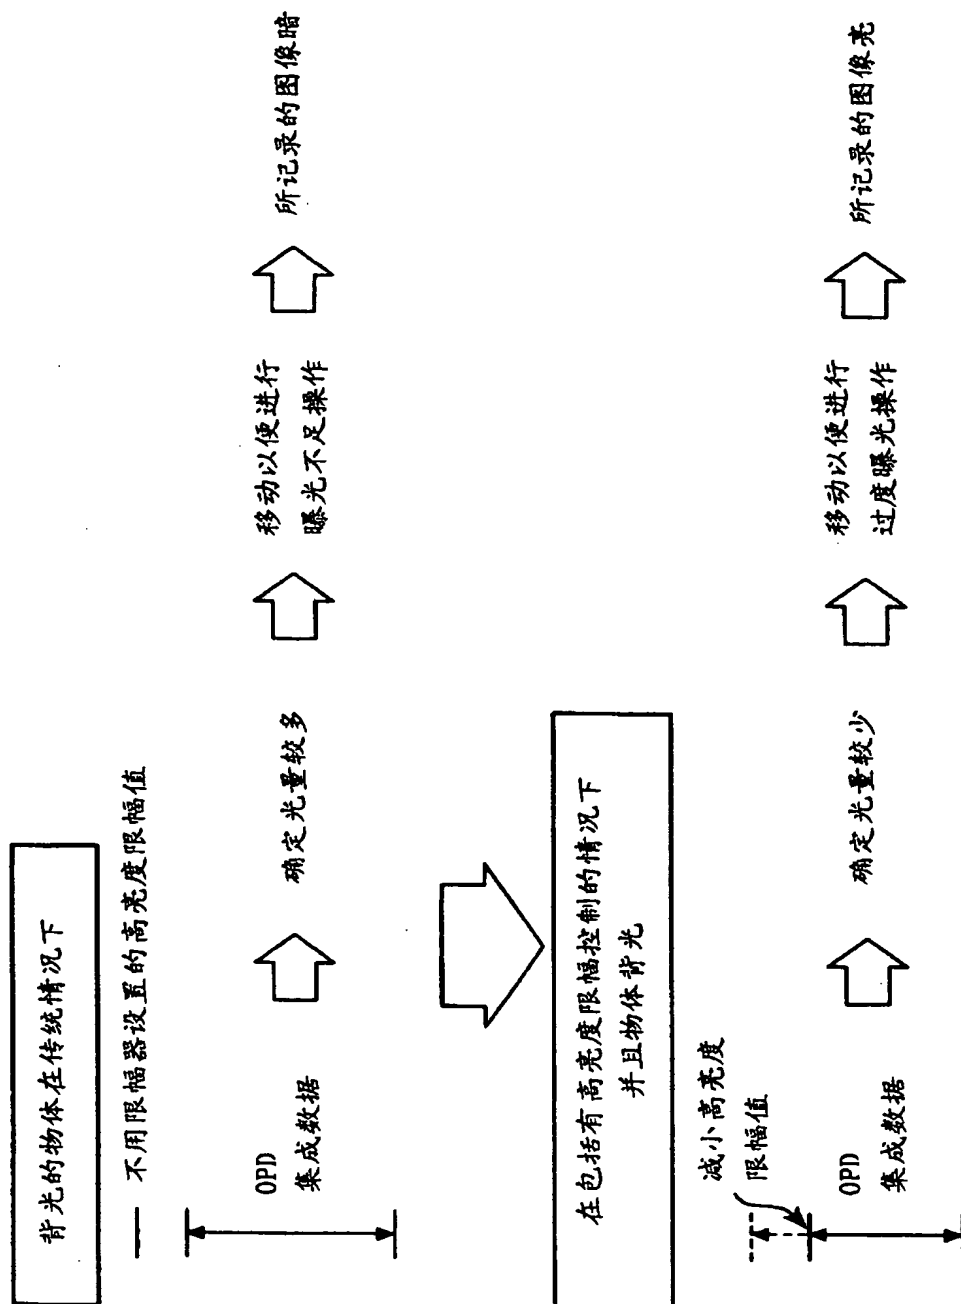 背光的物体在传统情况下
不用限幅器设置的高亮度限幅值
OPD
集成数据
确定光量较多
移动以便进行
曝光不足操作
所记录的图像暗
在包括有高亮度限幅控制的情况下
并且物体背光
减小高亮度
限幅值
OPD
集成数据
确定光量较少
移动以便进行
过度曝光操作
所记录的图像亮